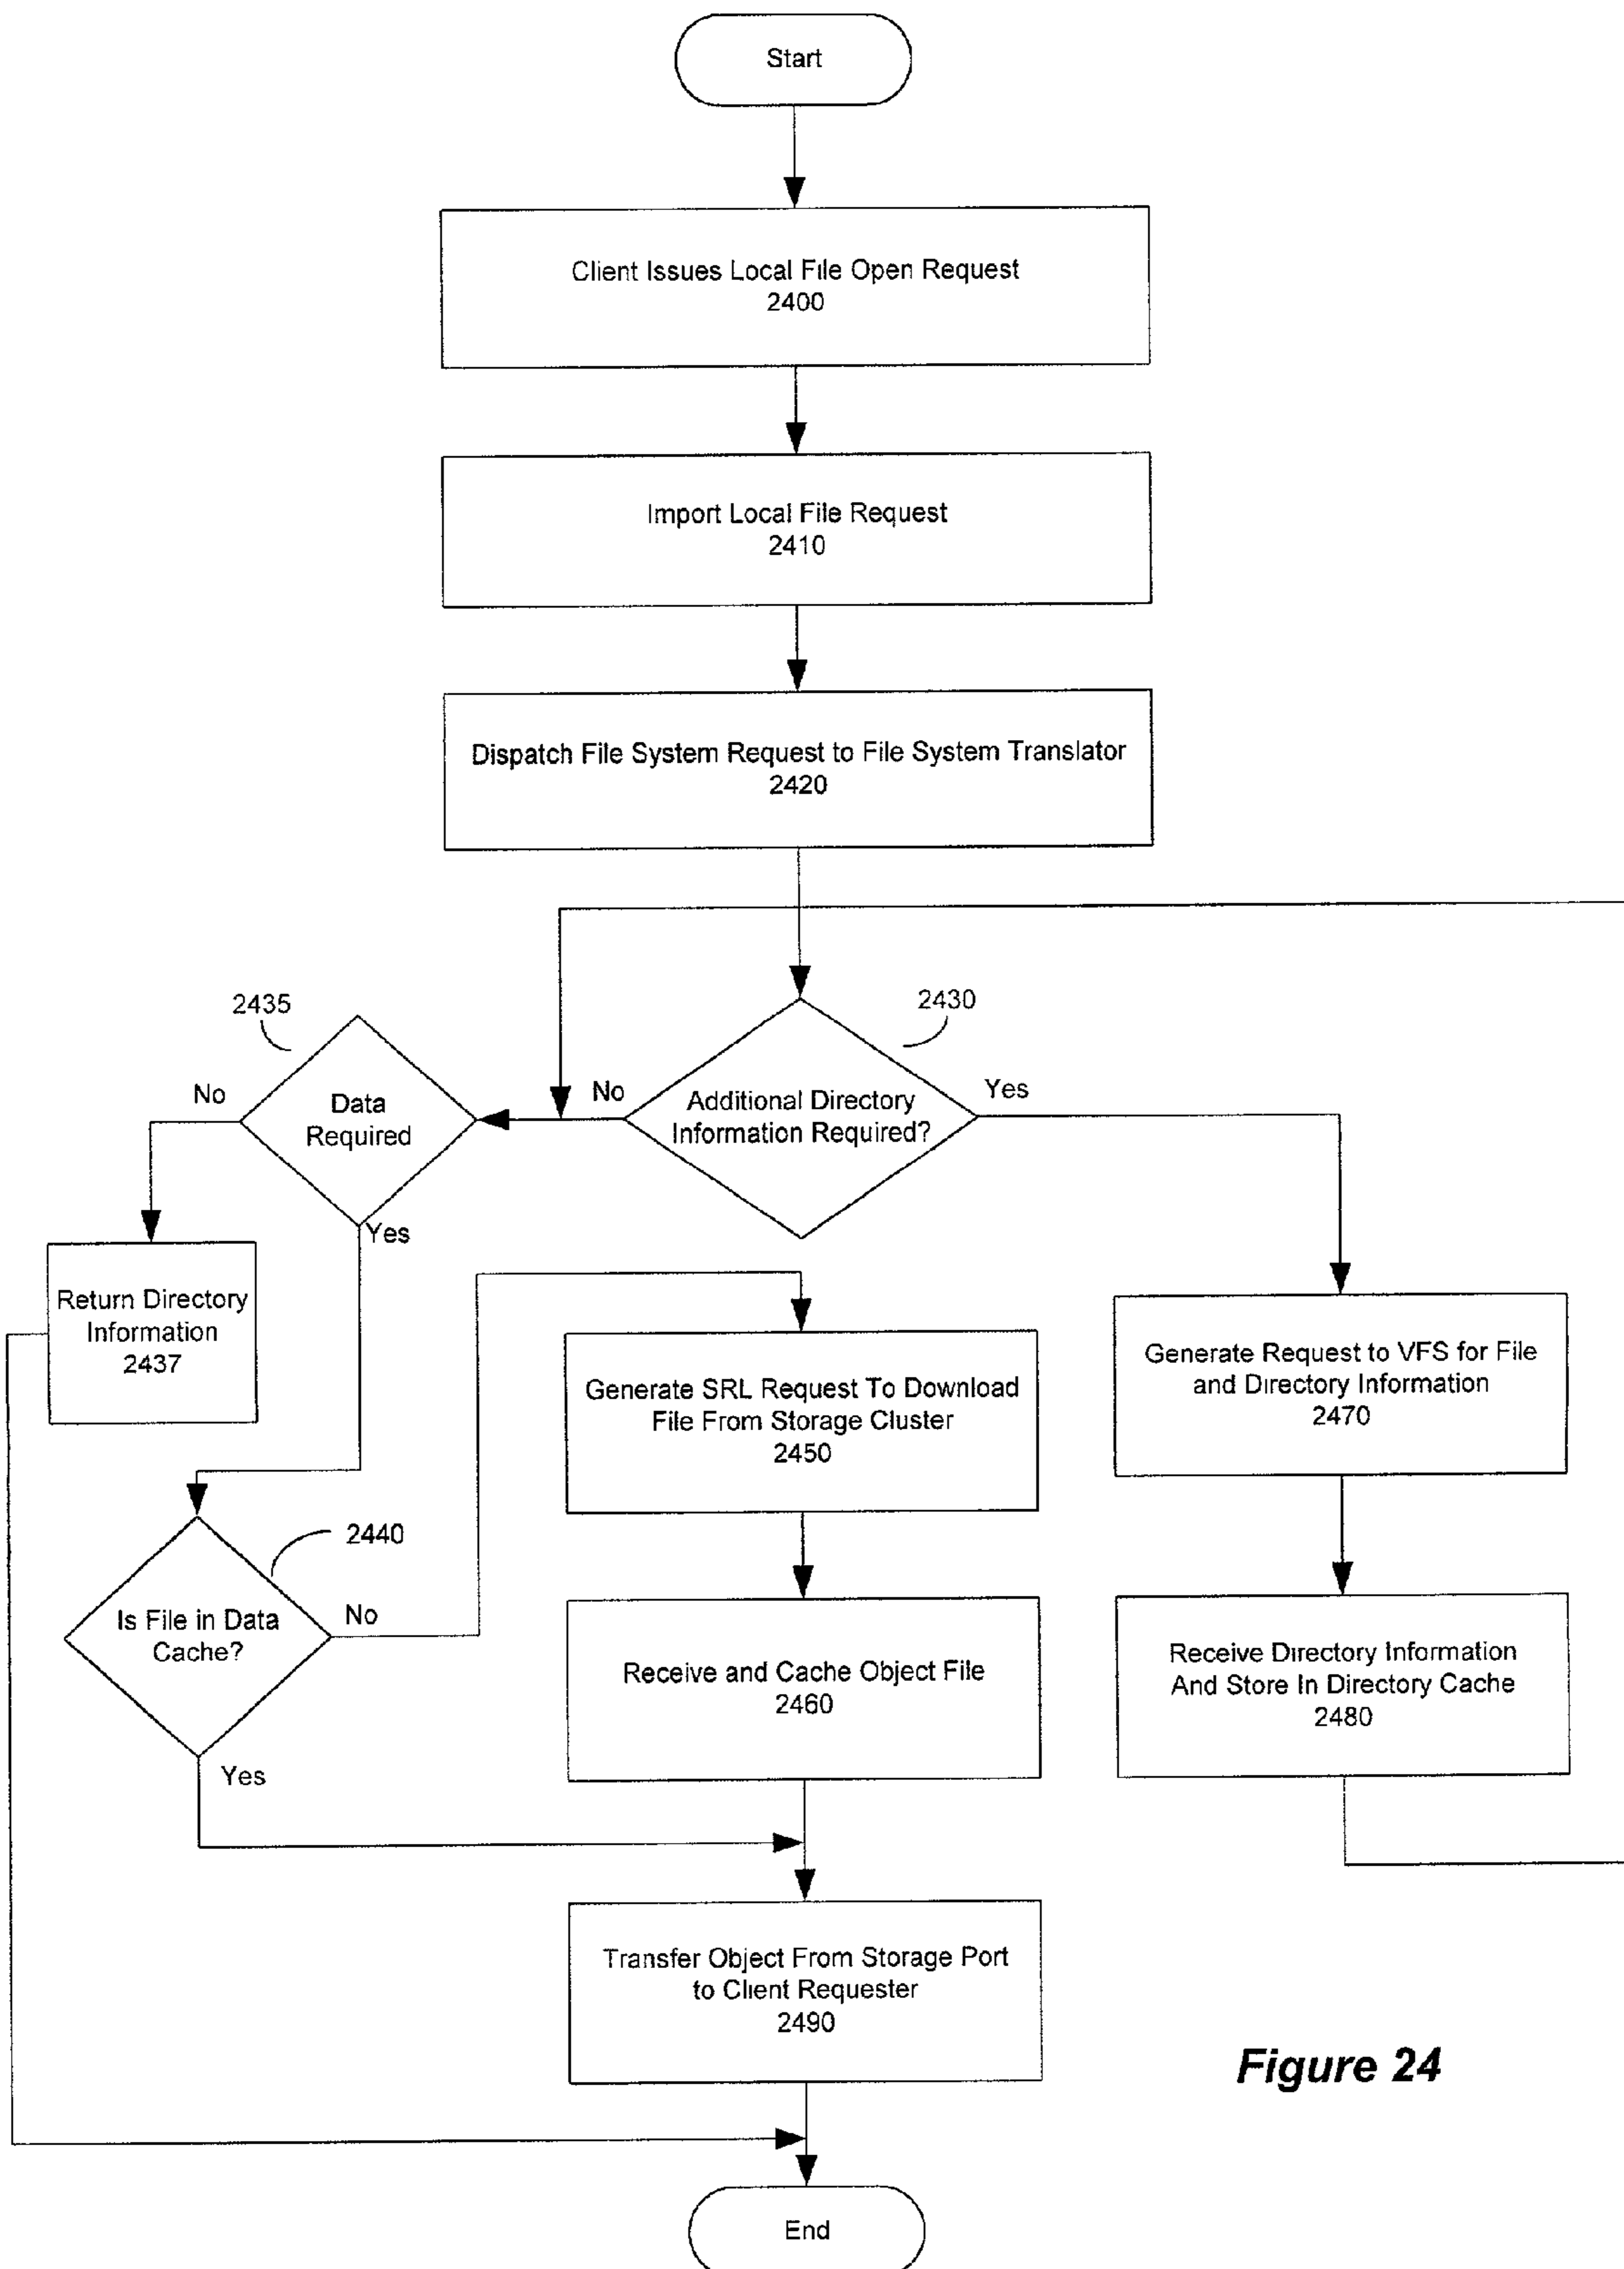 Start
Client Issues Local File Open Request
2400
Import Local File Request
2410
Dispatch File System Request to File System Translator
2420
2435
2430
No
Data
Required
No
Additional Directory
Information Required?
Yes
Yes
Return Directory
Information
2437
Generate SRL Request To Download
File From Storage Cluster
2450
Generate Request to VFS for File
and Directory Information
2470
2440
Is File in Data
Cache?
No
Receive and Cache Object File
2460
Receive Directory Information
And Store In Directory Cache
2480
Yes
Transfer Object From Storage Port
to Client Requester
2490
Figure 24
End